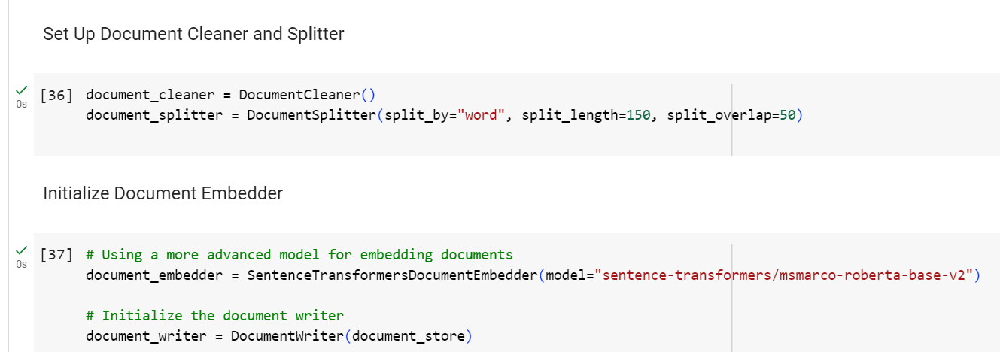 Set Up Document Cleaner and Splitter
0s
[36] document_cleaner = DocumentCleaner()
document_splitter = DocumentSplitter(split_by="word", split_length=150, split_overlap=50)
Initialize Document Embedder
0s
[37] # Using a more advanced model for embedding documents
document_embedder = SentenceTransformersDocumentEmbedder(model="sentence-transformers/msmarco-roberta-base-v2")
# Initialize the document writer
document_writer = DocumentWriter(document_store)